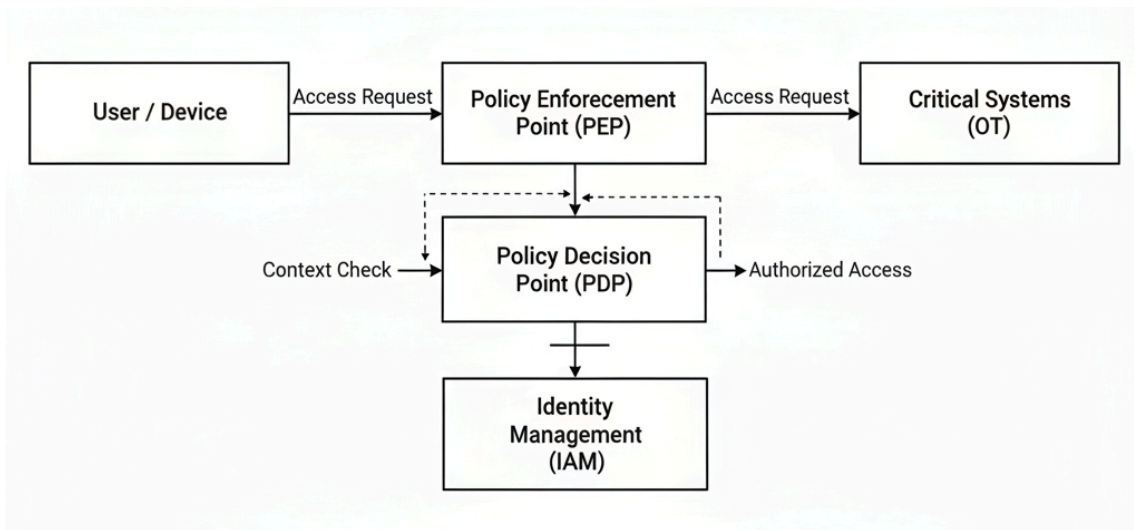 User / Device
Access Request
Policy Enforecement
Point (PEP)
Access Request
Critical Systems
(OT)
Context Check
Policy Decision
Point (PDP)
Authorized Access
Identity
Management
(IAM)